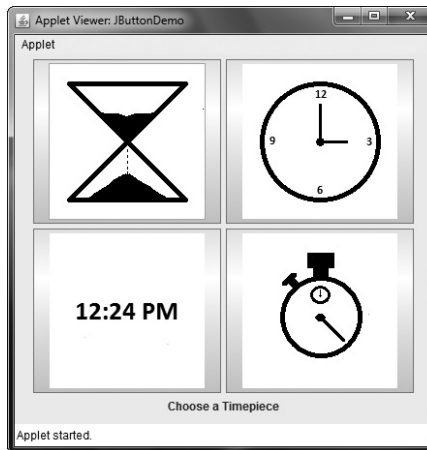 Applet Viewer: JButtonDemo
Applet
12
9
3
6
12:24 PM
Choose a Timepiece
Applet started.